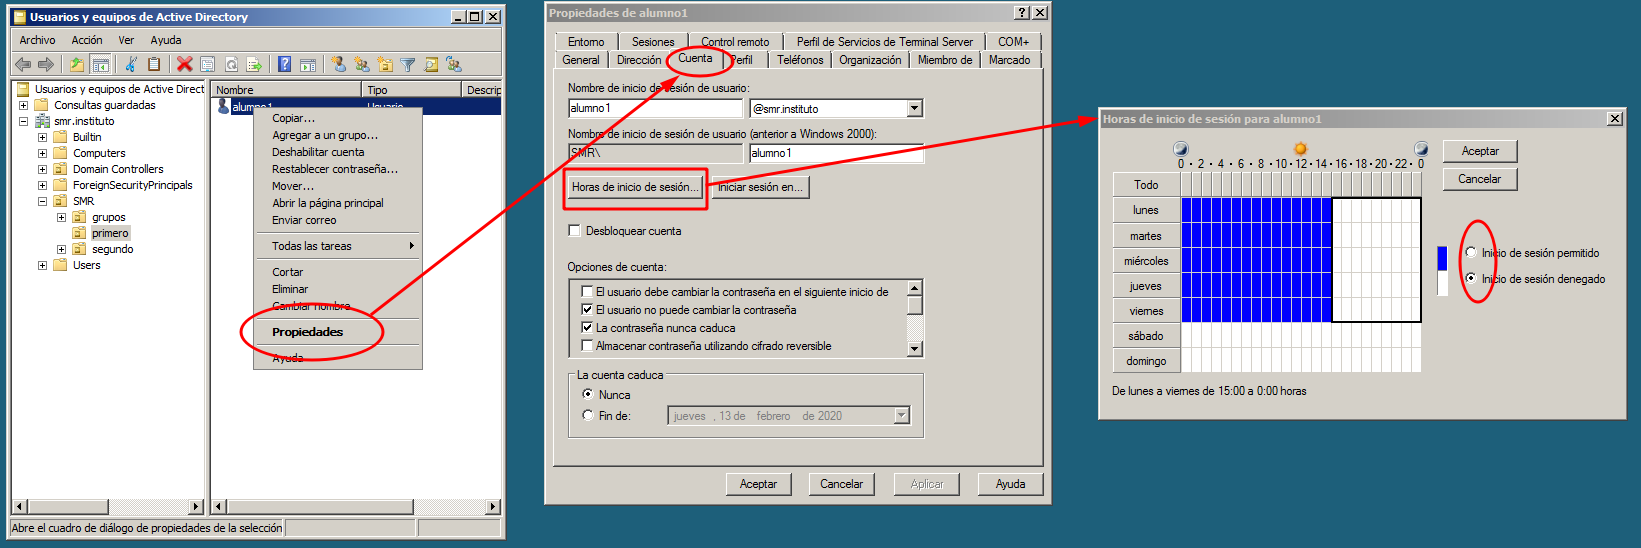 Usuarios y equipos de Active Directory
Archivo Acción Ver Ayuda
Usuarios y equipos de Active Direct
Consultas guardadas
smr.instituto
Builtin
Computers
Domain Controllers
ForeignSecurityPrincipals
SMR
grupos
primero
segundo
Users
Nombre Tipo Descrip
alumno1 Usuario
Copiar...
Agregar a un grupo...
Deshabilitar cuenta
Restablecer contraseña...
Mover...
Abrir la página principal
Enviar correo
Todas las tareas
Cortar
Eliminar
Cambiar nombre
Propiedades
Ayuda
Abre el cuadro de diálogo de propiedades de la selección
Propiedades de alumno1
Entorno Sesiones Control remoto Perfil de Servicios de Terminal Server COM+
General Dirección Cuenta Perfil Teléfonos Organización Miembro de Marcado
Nombre de inicio de sesión de usuario:
alumno1 @smr.instituto
Nombre de inicio de sesión de usuario (anterior a Windows 2000):
SMR\ alumno1
Horas de inicio de sesión... Iniciar sesión en...
Desbloquear cuenta
Opciones de cuenta:
El usuario debe cambiar la contraseña en el siguiente inicio de
El usuario no puede cambiar la contraseña
La contraseña nunca caduca
Almacenar contraseña utilizando cifrado reversible
La cuenta caduca
Nunca
Fin de: jueves , 13 de febrero de 2020
Aceptar Cancelar Aplicar Ayuda
Horas de inicio de sesión para alumno1
0 · 2 · 4 · 6 · 8 · 10 · 12 · 14 · 16 · 18 · 20 · 22 · 0
Todo
lunes
martes
miércoles
jueves
viernes
sábado
domingo
Aceptar
Cancelar
Inicio de sesión permitido
Inicio de sesión denegado
De lunes a viernes de 15:00 a 0:00 horas